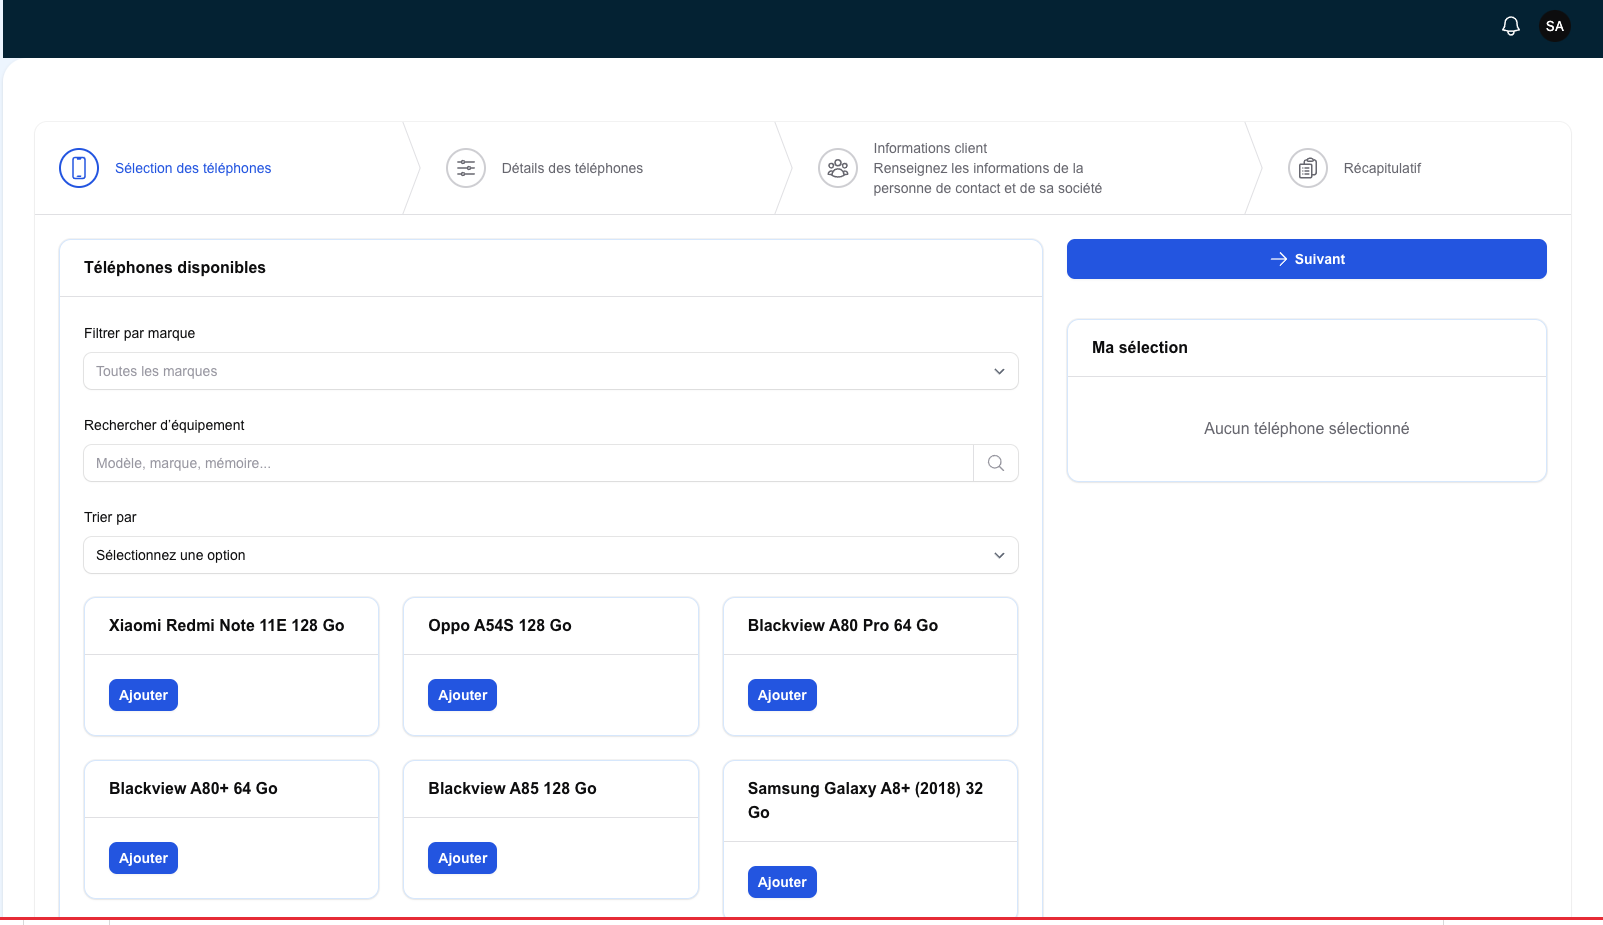 SA
Sélection des téléphones
Détails des téléphones
Informations client
Renseignez les informations de la
personne de contact et de sa société
Récapitulatif
Téléphones disponibles
Filtrer par marque
Toutes les marques
Rechercher d’équipement
Modèle, marque, mémoire...
Trier par
Sélectionnez une option
Xiaomi Redmi Note 11E 128 Go
Ajouter
Oppo A54S 128 Go
Ajouter
Blackview A80 Pro 64 Go
Ajouter
Blackview A80+ 64 Go
Ajouter
Blackview A85 128 Go
Ajouter
Samsung Galaxy A8+ (2018) 32
Go
Ajouter
Suivant
Ma sélection
Aucun téléphone sélectionné